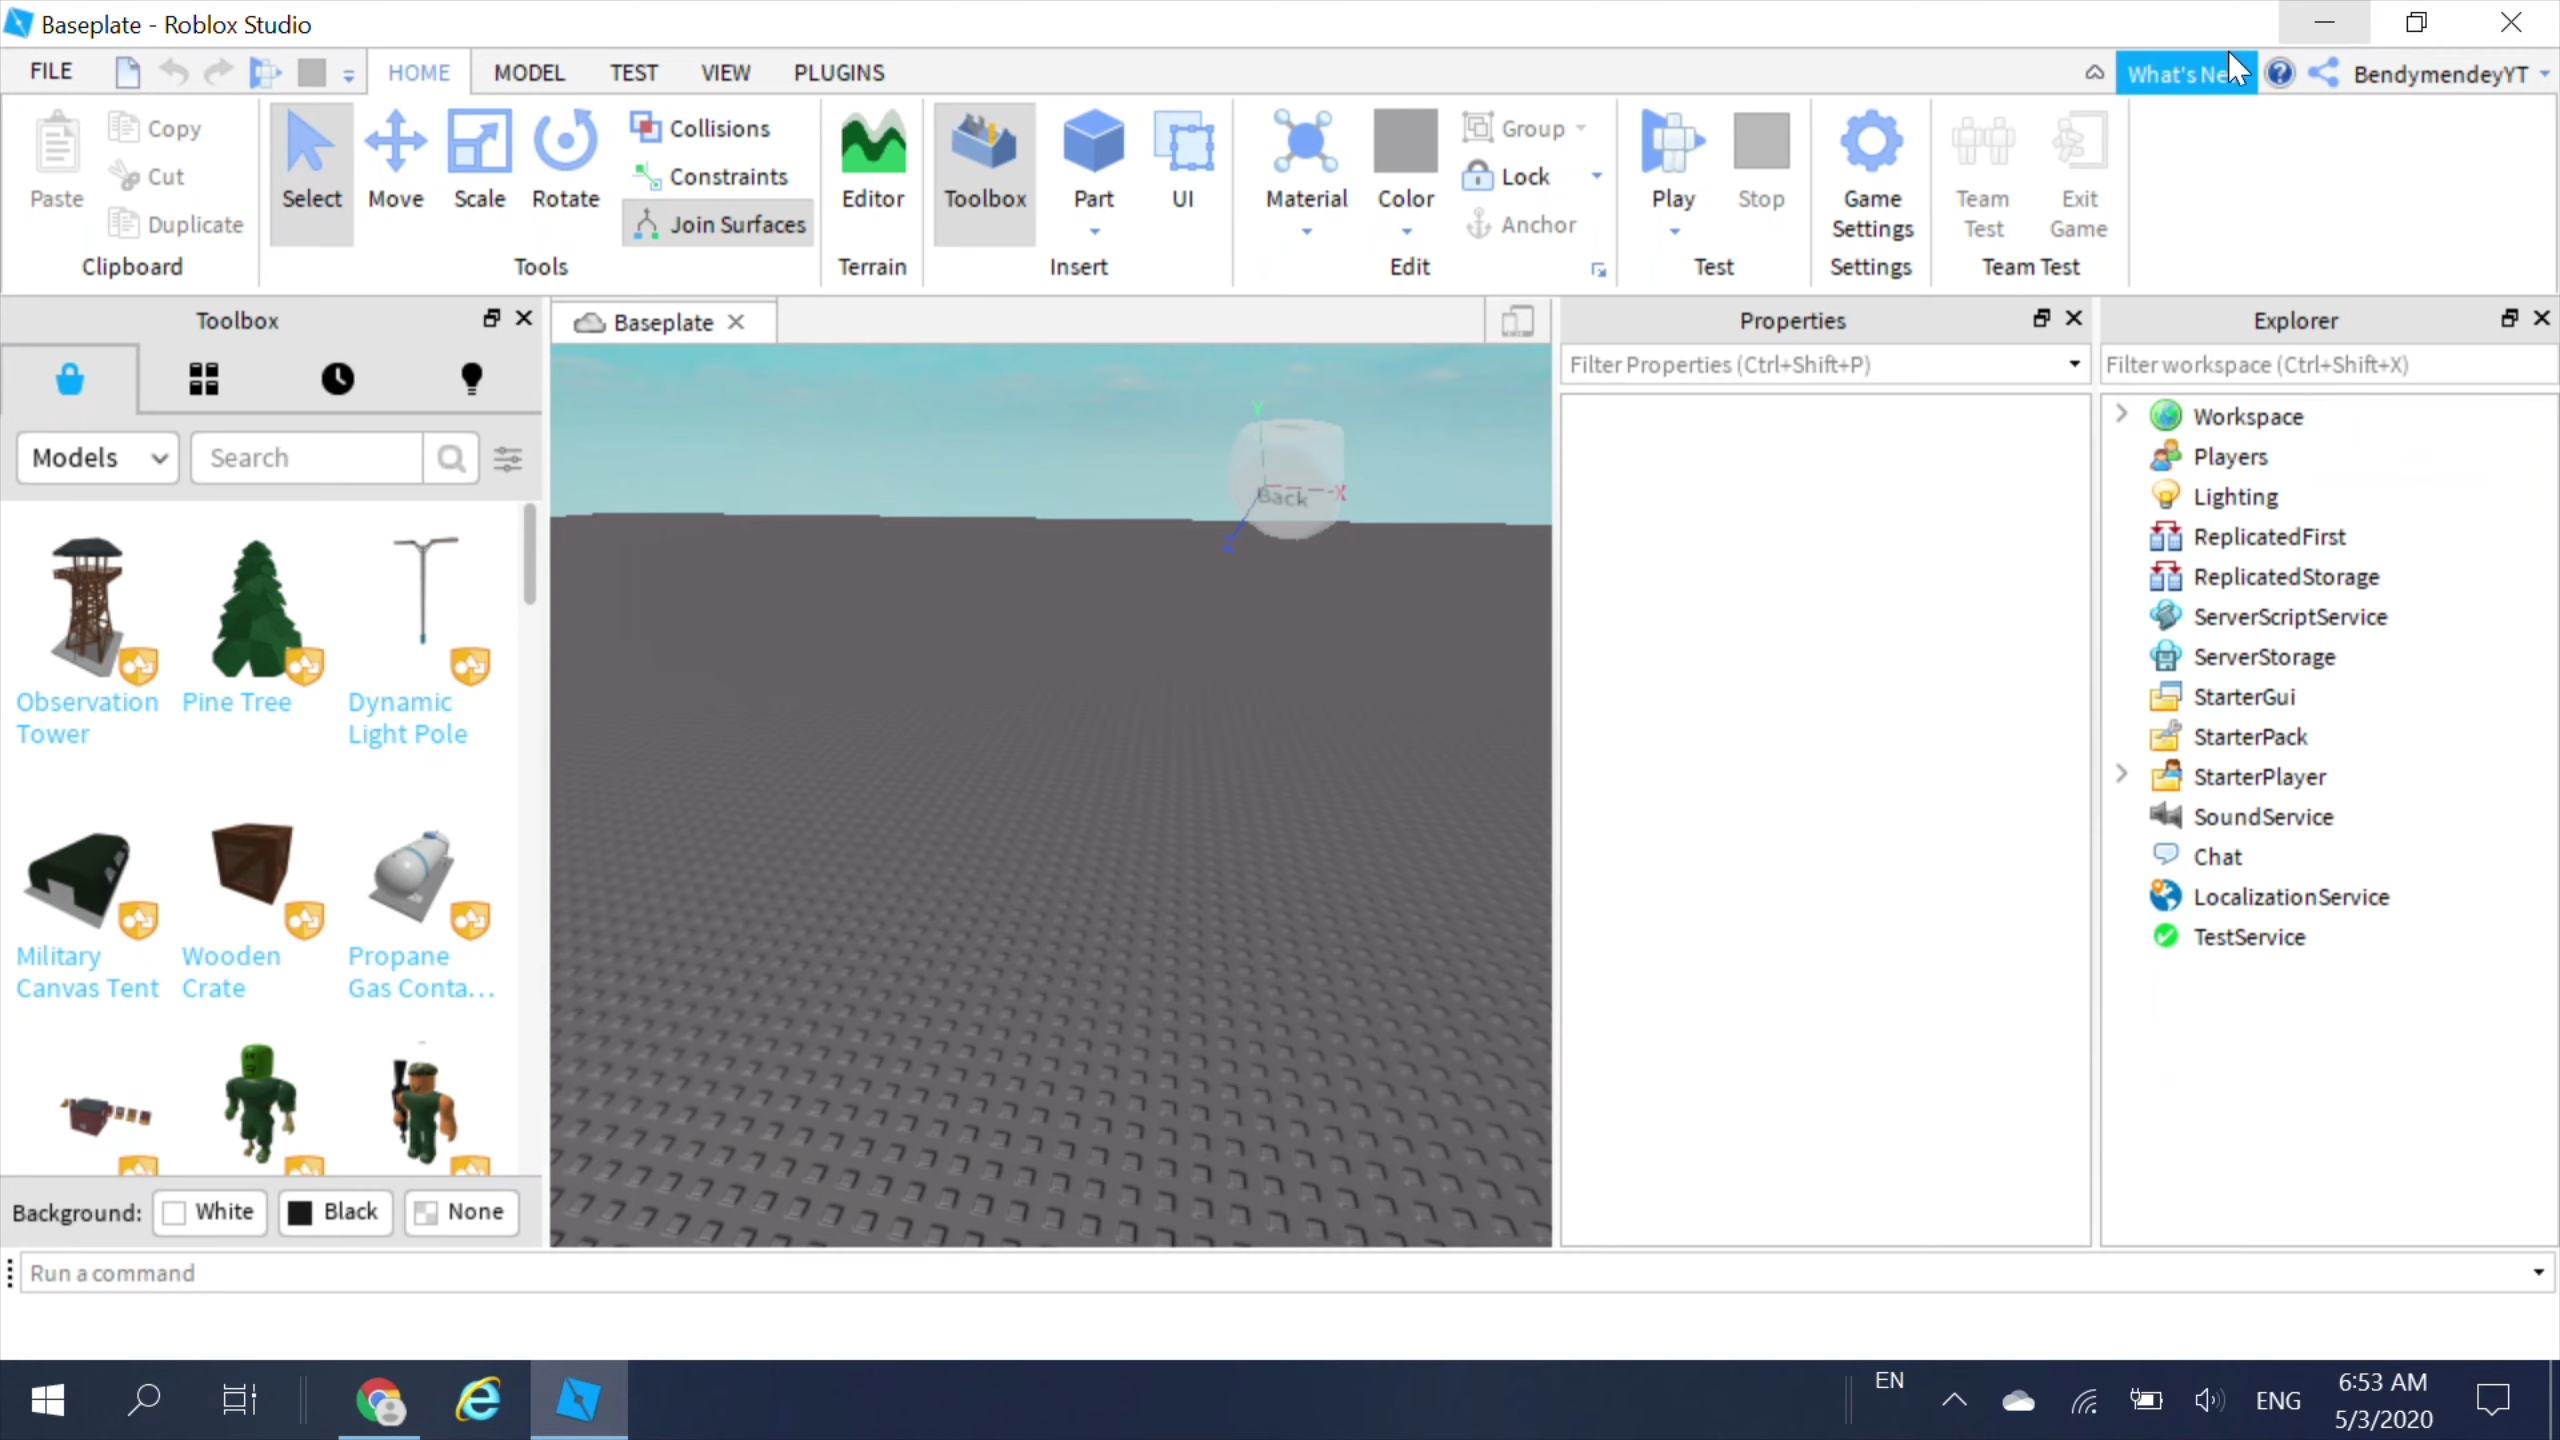 Baseplate - Roblox Studio
FILE HOME MODEL TEST VIEW PLUGINS What's Ne BendymendeyYT
Paste Copy Cut Duplicate
Clipboard
Select Move Scale Rotate Collisions Constraints Join Surfaces
Tools
Editor
Terrain
Toolbox Part UI
Insert
Material Color Group Lock Anchor
Edit
Play Stop
Test
Game Settings
Settings
Team Test Exit Game
Team Test
Toolbox
Models Search
Observation Tower
Pine Tree
Dynamic Light Pole
Military Canvas Tent
Wooden Crate
Propane Gas Conta...
Background: White Black None
Baseplate
Y
Back
X
Z
Properties
Filter Properties (Ctrl+Shift+P)
Explorer
Filter workspace (Ctrl+Shift+X)
Workspace
Players
Lighting
ReplicatedFirst
ReplicatedStorage
ServerScriptService
ServerStorage
StarterGui
StarterPack
StarterPlayer
SoundService
Chat
LocalizationService
TestService
Run a command
EN
ENG
6:53 AM
5/3/2020